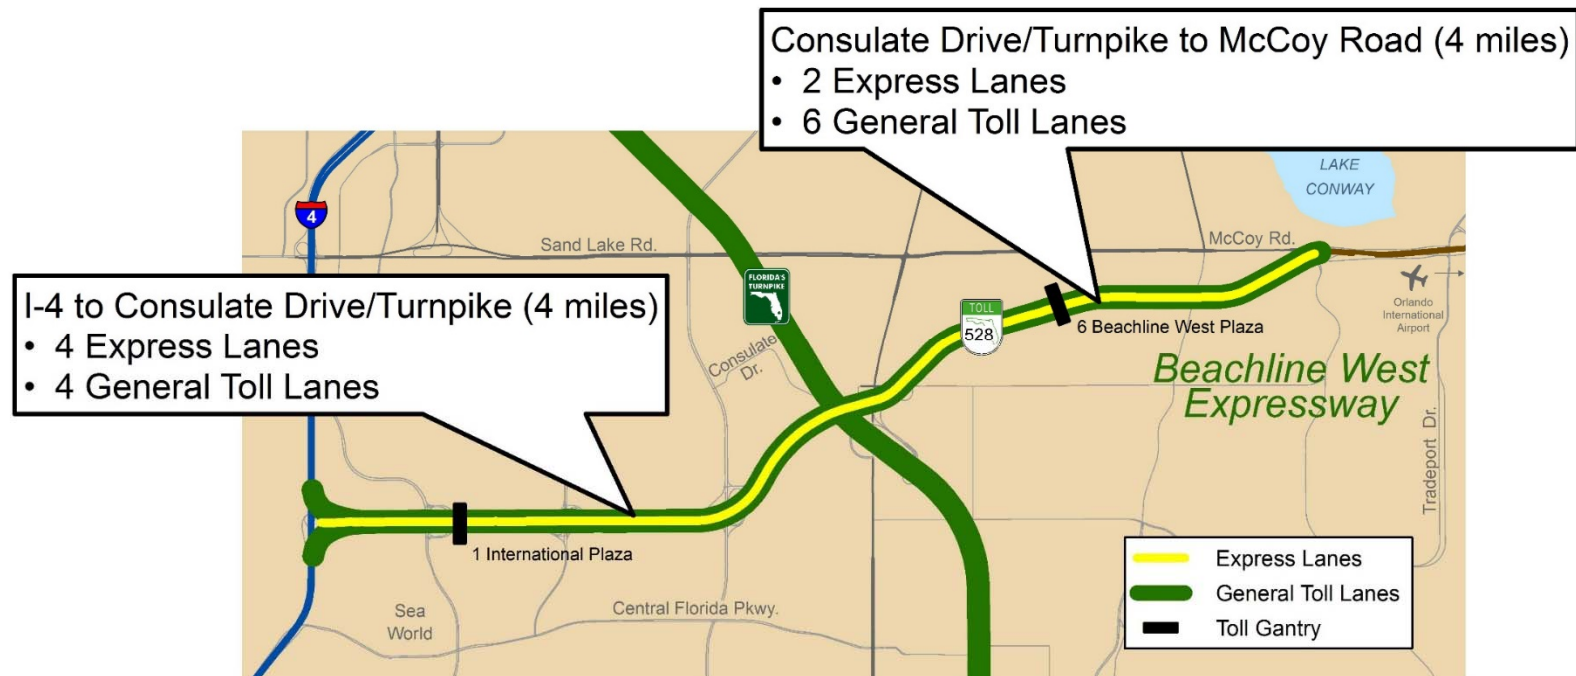 Consulate Drive/Turnpike to McCoy Road (4 miles)
• 2 Express Lanes
• 6 General Toll Lanes
LAKE
CONWAY
4
Sand Lake Rd.
McCoy Rd.
I-4 to Consulate Drive/Turnpike (4 miles)
• 4 Express Lanes
• 4 General Toll Lanes
FLORIDA'S
TURNPIKE
TOLL
528
6 Beachline West Plaza
Orlando
International
Airport
Consulate
Dr.
Beachline West
Expressway
Tradeport Dr.
1 International Plaza
Sea
World
Central Florida Pkwy.
Express Lanes
General Toll Lanes
Toll Gantry